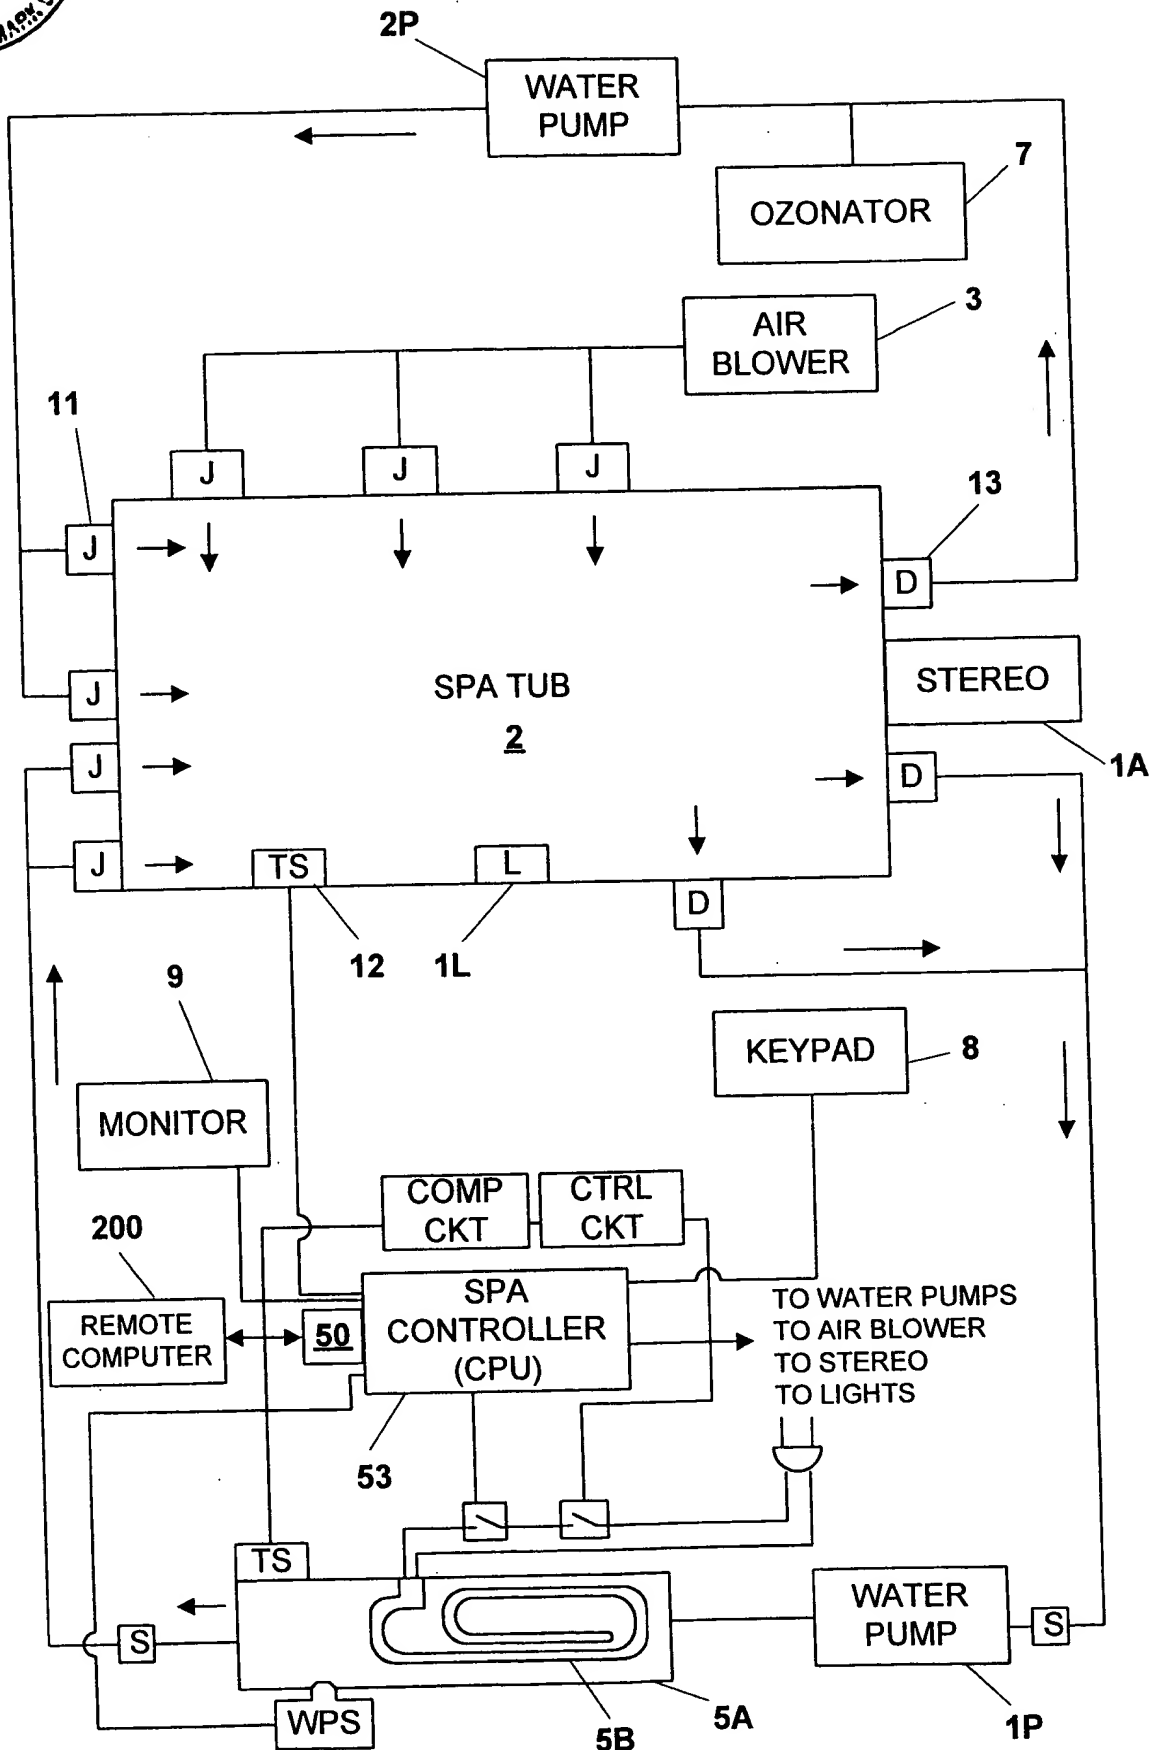 MARK
2P
WATER
PUMP
7
OZONATOR
3
AIR
BLOWER
11
J
J
J
J
13
D
SPA TUB
2
STEREO
1A
J
J
D
J
TS
L
D
12
1L
9
8
KEYPAD
MONITOR
COMP
CKT
CTRL
CKT
200
REMOTE
COMPUTER
50
SPA
CONTROLLER
(CPU)
TO WATER PUMPS
TO AIR BLOWER
TO STEREO
TO LIGHTS
53
TS
S
WATER
PUMP
S
WPS
5B
5A
1P